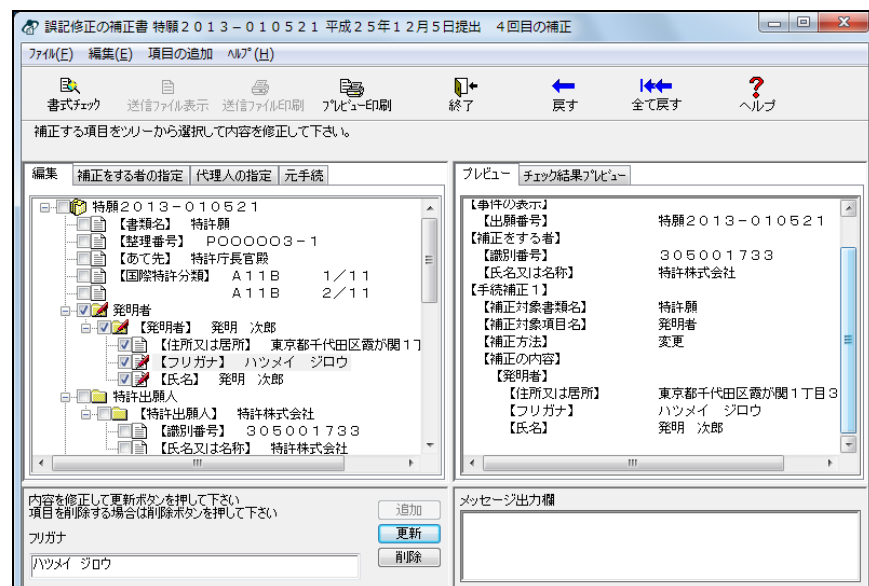 誤記修正の補正書 特願２０１３－０１０５２１ 平成２５年１２月５日提出 ４回目の補正
ﾌｧｲﾙ(F) 編集(E) 項目の追加 ﾍﾙﾌﾟ(H)
書式ﾁｪｯｸ 送信ﾌｧｲﾙ表示 送信ﾌｧｲﾙ印刷 ﾌﾟﾚﾋﾞｭｰ印刷 終了 戻す 全て戻す ヘルプ
補正する項目をツリーから選択して内容を修正して下さい。
編集 補正をする者の指定 代理人の指定 元手続
特願２０１３－０１０５２１
【書類名】 特許願
【整理番号】 Ｐ０００００３－１
【あて先】 特許庁長官殿
【国際特許分類】 Ａ１１Ｂ １／１１
Ａ１１Ｂ ２／１１
発明者
【発明者】 発明 次郎
【住所又は居所】 東京都千代田区霞が関１丁
【フリガナ】 ハツメイ ジロウ
【氏名】 発明 次郎
特許出願人
【特許出願人】 特許株式会社
【識別番号】 ３０５００１７３３
【氏名又は名称】 特許株式会社
プレビュー ﾁｪｯｸ結果ﾌﾟﾚﾋﾞｭｰ
【事件の表示】
【出願番号】 特願２０１３－０１０５２１
【補正をする者】
【識別番号】 ３０５００１７３３
【氏名又は名称】 特許株式会社
【手続補正１】
【補正対象書類名】 特許願
【補正対象項目名】 発明者
【補正方法】 変更
【補正の内容】
【発明者】
【住所又は居所】 東京都千代田区霞が関１丁目３
【フリガナ】 ハツメイ ジロウ
【氏名】 発明 次郎
内容を修正して更新ボタンを押して下さい
項目を削除する場合は削除ボタンを押して下さい
追加
フリガナ
更新
ハツメイ ジロウ
削除
メッセージ出力欄